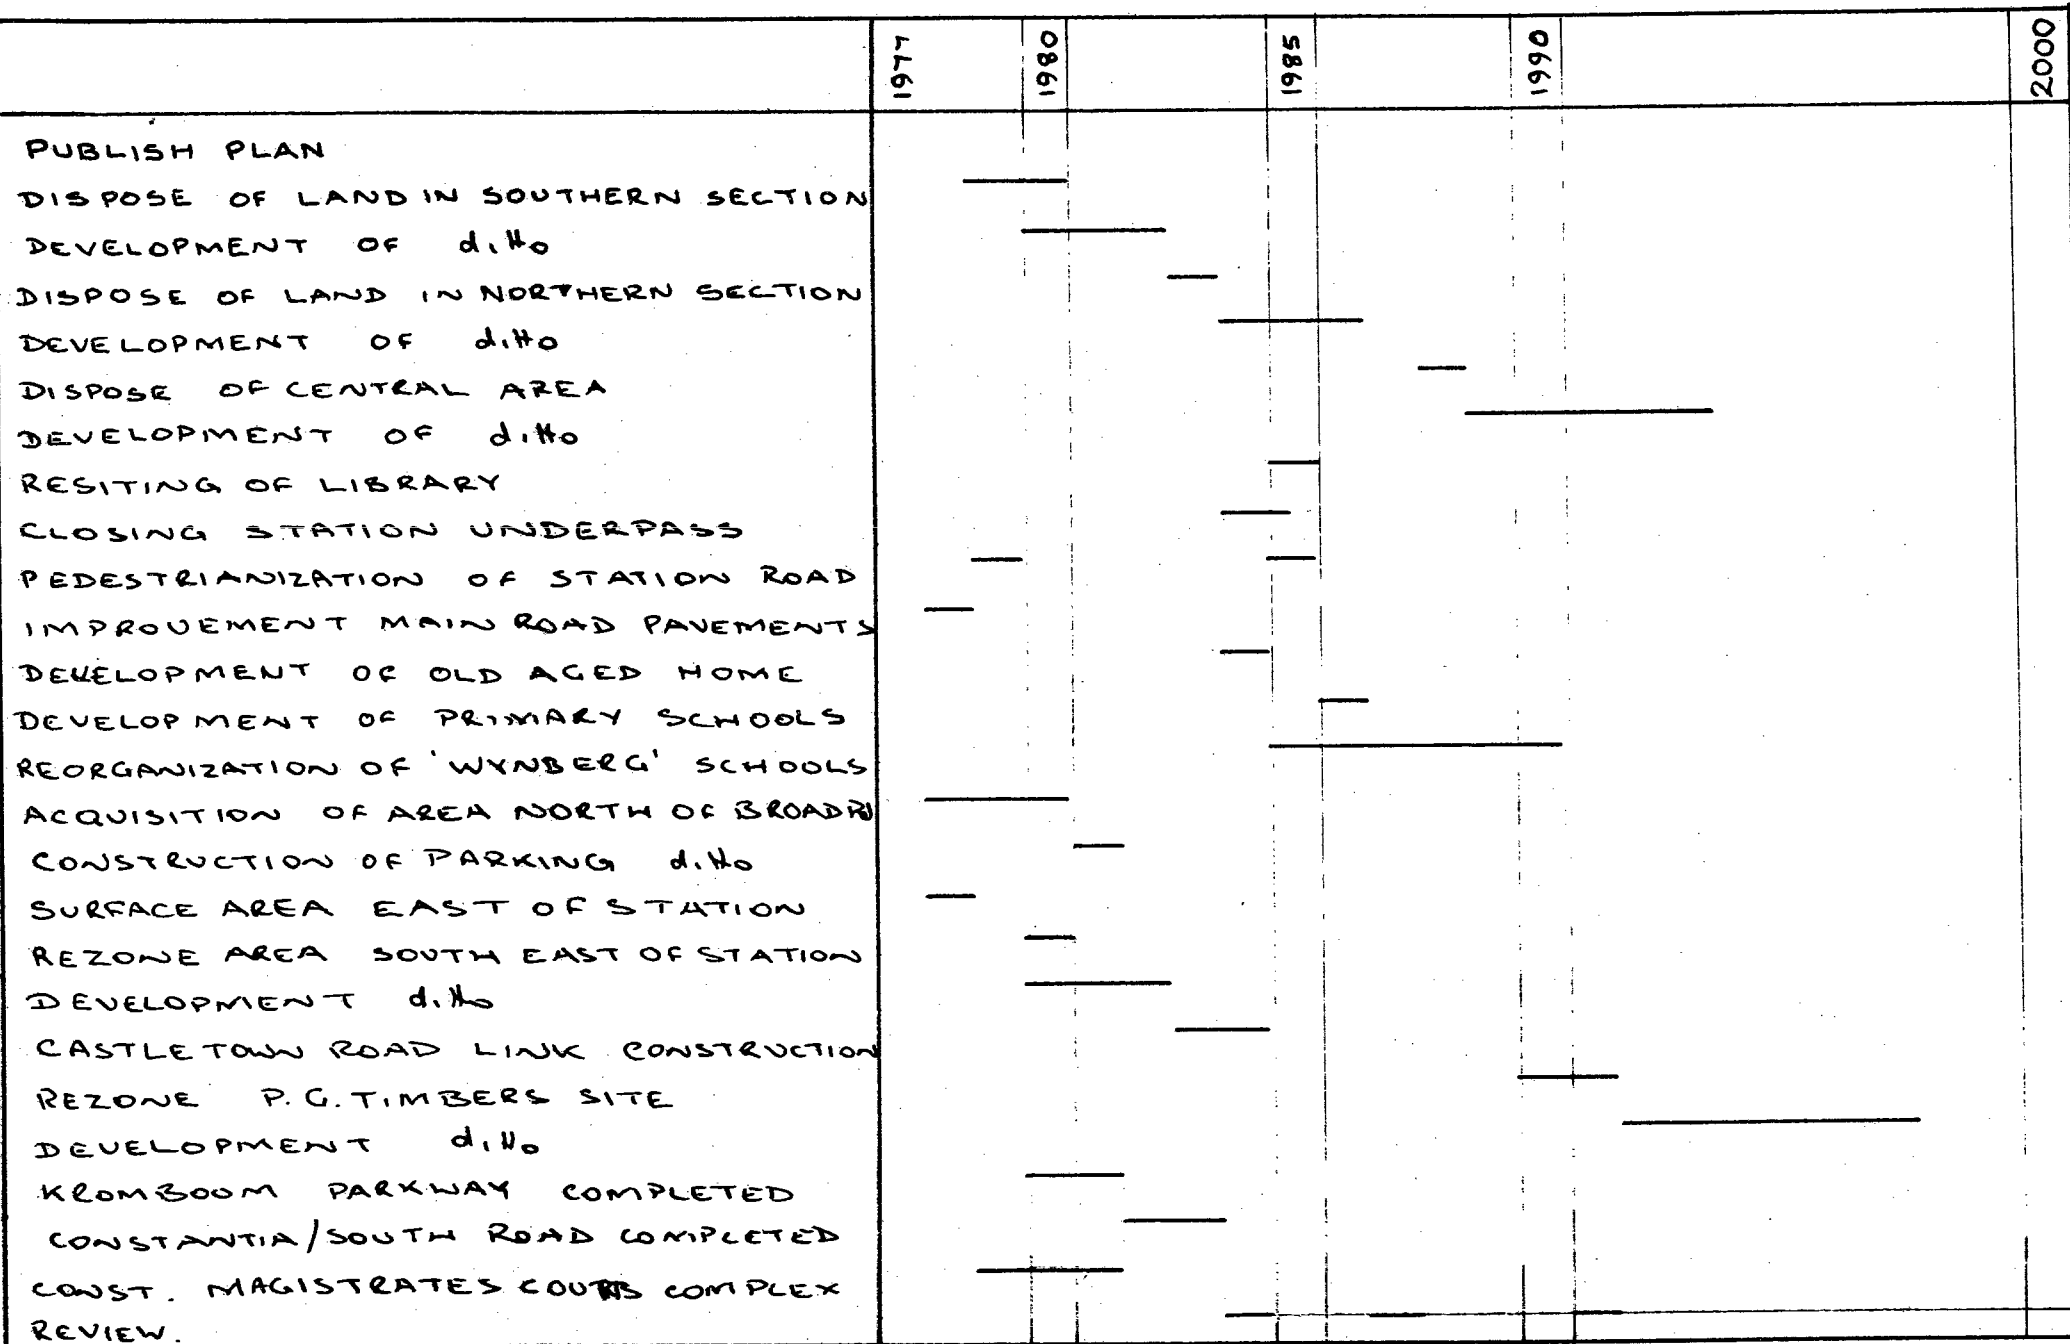 1977 1980 1985 1990 2000
PUBLISH PLAN
DISPOSE OF LAND IN SOUTHERN SECTION
DEVELOPMENT OF ditto
DISPOSE OF LAND IN NORTHERN SECTION
DEVELOPMENT OF ditto
DISPOSE OF CENTRAL AREA
DEVELOPMENT OF ditto
RESITING OF LIBRARY
CLOSING STATION UNDERPASS
PEDESTRIANIZATION OF STATION ROAD
IMPROVEMENT MAIN ROAD PAVEMENTS
DEVELOPMENT OF OLD AGED HOME
DEVELOPMENT OF PRIMARY SCHOOLS
REORGANIZATION OF 'WYNBERG' SCHOOLS
ACQUISITION OF AREA NORTH OF BROADRD
CONSTRUCTION OF PARKING ditto
SURFACE AREA EAST OF STATION
REZONE AREA SOUTH EAST OF STATION
DEVELOPMENT ditto
CASTLETOWN ROAD LINK CONSTRUCTION
REZONE P.G. TIMBERS SITE
DEVELOPMENT ditto
KROMBOOM PARKWAY COMPLETED
CONSTANTIA/SOUTH ROAD COMPLETED
CONST. MAGISTRATES COURTS COMPLEX
REVIEW.